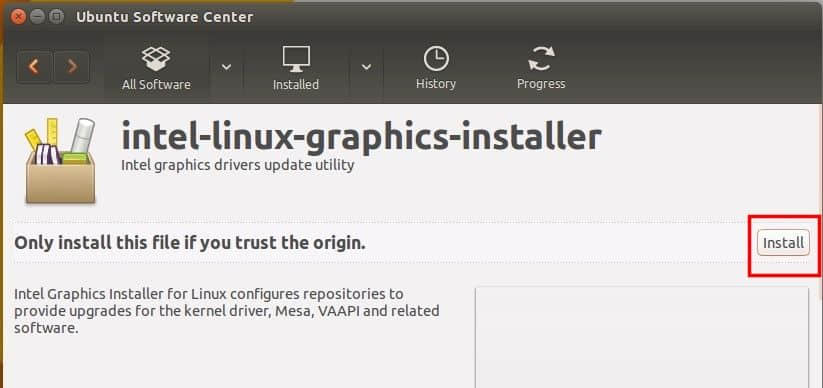 Ubuntu Software Center
All Software
Installed
History
Progress
intel-linux-graphics-installer
Intel graphics drivers update utility
Only install this file if you trust the origin.
Install
Intel Graphics Installer for Linux configures repositories to
provide upgrades for the kernel driver, Mesa, VAAPI and related
software.